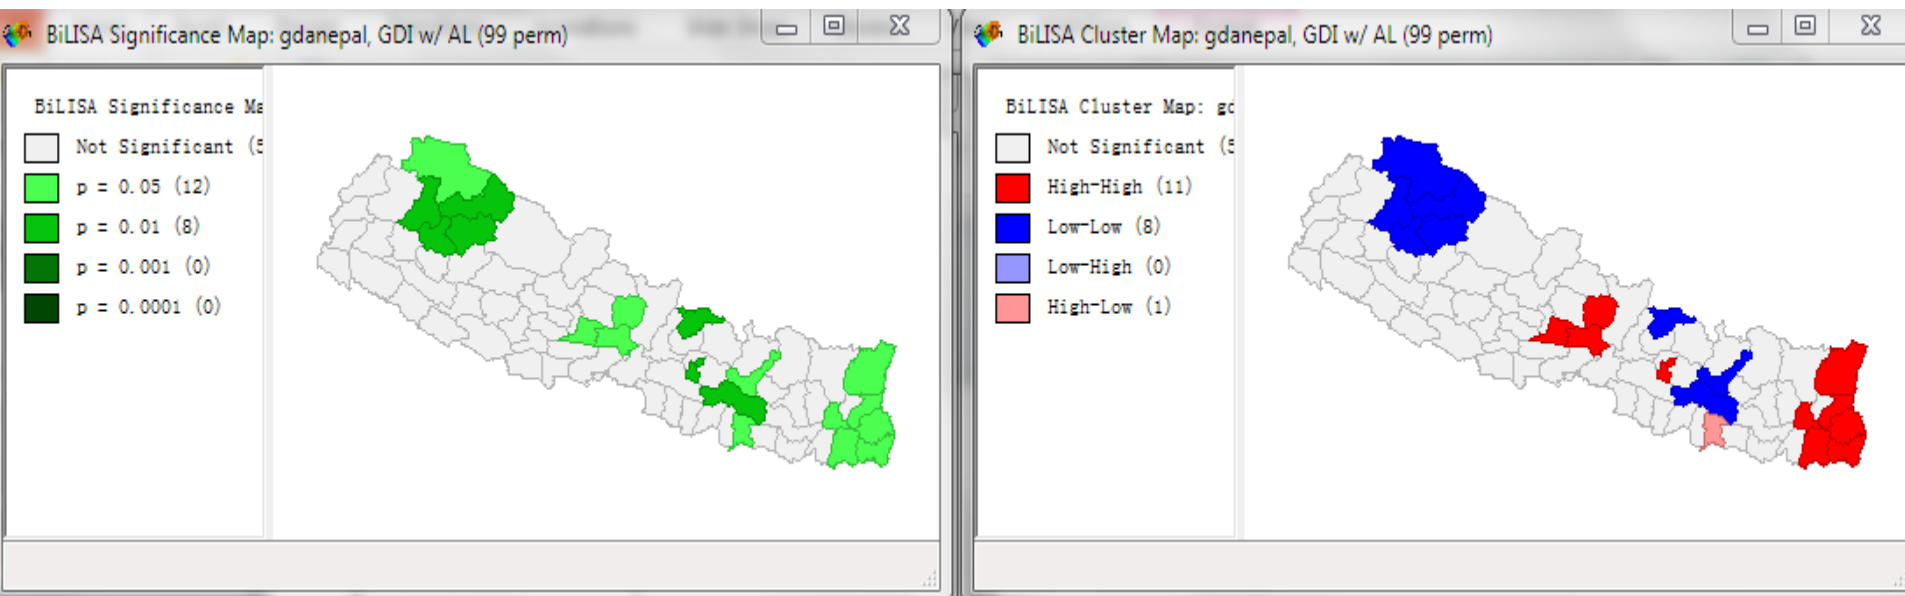 BiLISA Significance Map: gdanepal, GDI w/ AL (99 perm)
BiLISA Significance Ma
Not Significant (5
p = 0.05 (12)
p = 0.01 (8)
p = 0.001 (0)
p = 0.0001 (0)
BiLISA Cluster Map: gdanepal, GDI w/ AL (99 perm)
BiLISA Cluster Map: gd
Not Significant (5
High-High (11)
Low-Low (8)
Low-High (0)
High-Low (1)